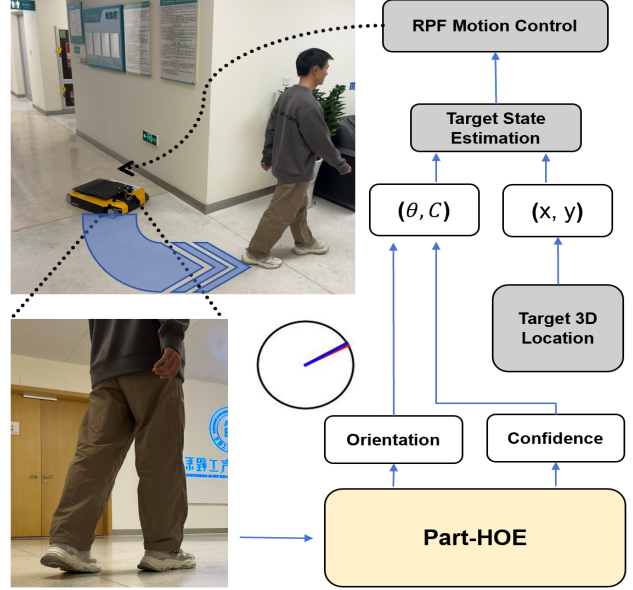 RPF Motion Control
Target State
Estimation
(θ, C)
(x, y)
Target 3D
Location
Orientation
Confidence
Part-HOE